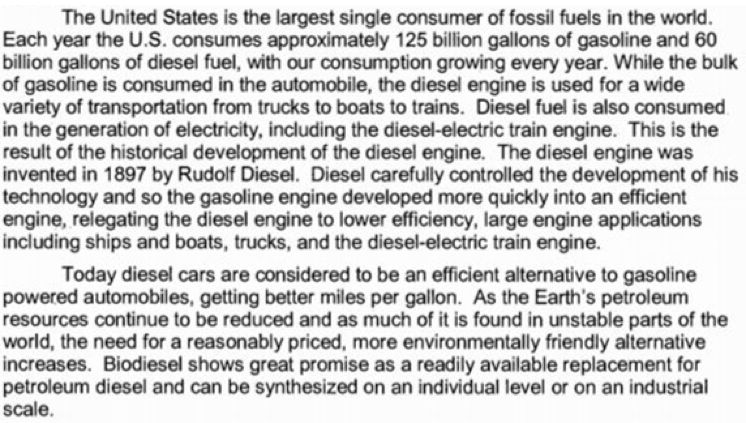 The United States is the largest single consumer of fossil fuels in the world.
Each year the U.S. consumes approximately 125 billion gallons of gasoline and 60
billion gallons of diesel fuel, with our consumption growing every year. While the bulk
of gasoline is consumed in the automobile, the diesel engine is used for a wide
variety of transportation from trucks to boats to trains. Diesel fuel is also consumed
in the generation of electricity, including the diesel-electric train engine. This is the
result of the historical development of the diesel engine. The diesel engine was
invented in 1897 by Rudolf Diesel. Diesel carefully controlled the development of his
technology and so the gasoline engine developed more quickly into an efficient
engine, relegating the diesel engine to lower efficiency, large engine applications
including ships and boats, trucks, and the diesel-electric train engine.
Today diesel cars are considered to be an efficient alternative to gasoline
powered automobiles, getting better miles per gallon. As the Earth's petroleum
resources continue to be reduced and as much of it is found in unstable parts of the
world, the need for a reasonably priced, more environmentally friendly alternative
increases. Biodiesel shows great promise as a readily available replacement for
petroleum diesel and can be synthesized on an individual level or on an industrial
scale.